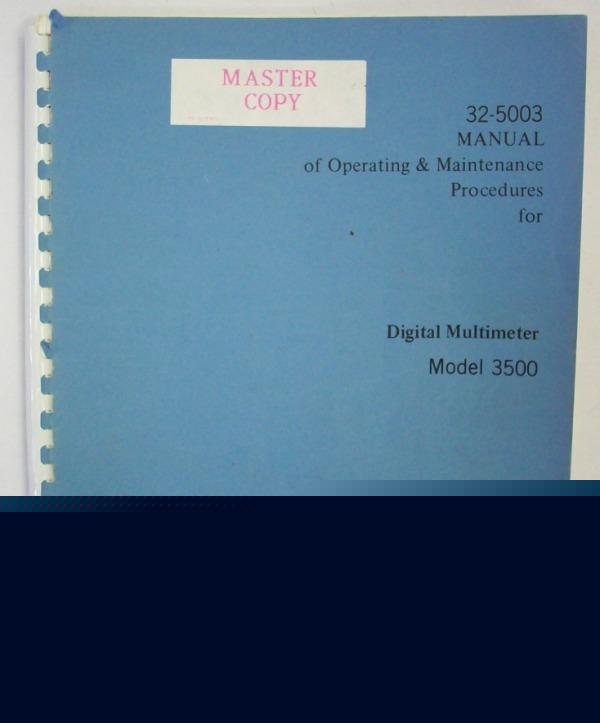 MASTER
COPY
32-5003
MANUAL
of Operating & Maintenance
Procedures
for
Digital Multimeter
Model 3500